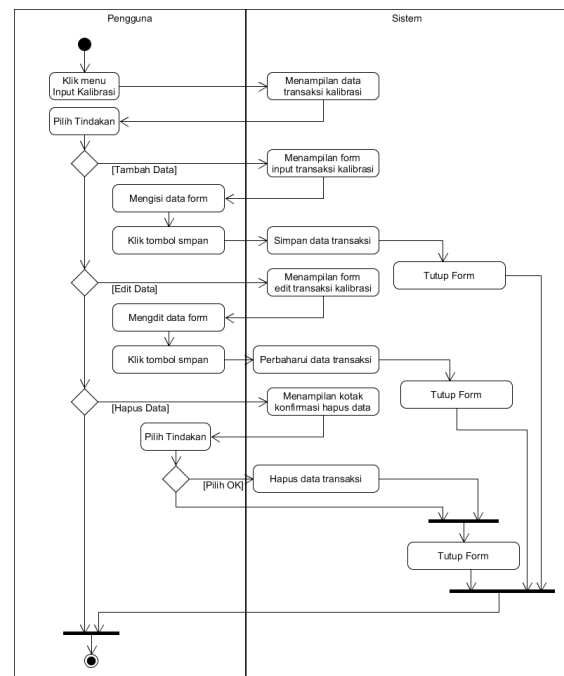 Pengguna
Sistem
Klik menu
Input Kalibrasi
Menampilan data
transaksi kalibrasi
Pilih Tindakan
[Tambah Data]
Menampilan form
input transaksi kalibrasi
Mengisi data form
Klik tombol smpan
Simpan data transaksi
Tutup Form
[Edit Data]
Menampilan form
edit transaksi kalibrasi
Mengdit data form
Klik tombol smpan
Perbaharui data transaksi
Tutup Form
[Hapus Data]
Menampilan kotak
konfirmasi hapus data
Pilih Tindakan
[Pilih OK]
Hapus data transaksi
Tutup Form